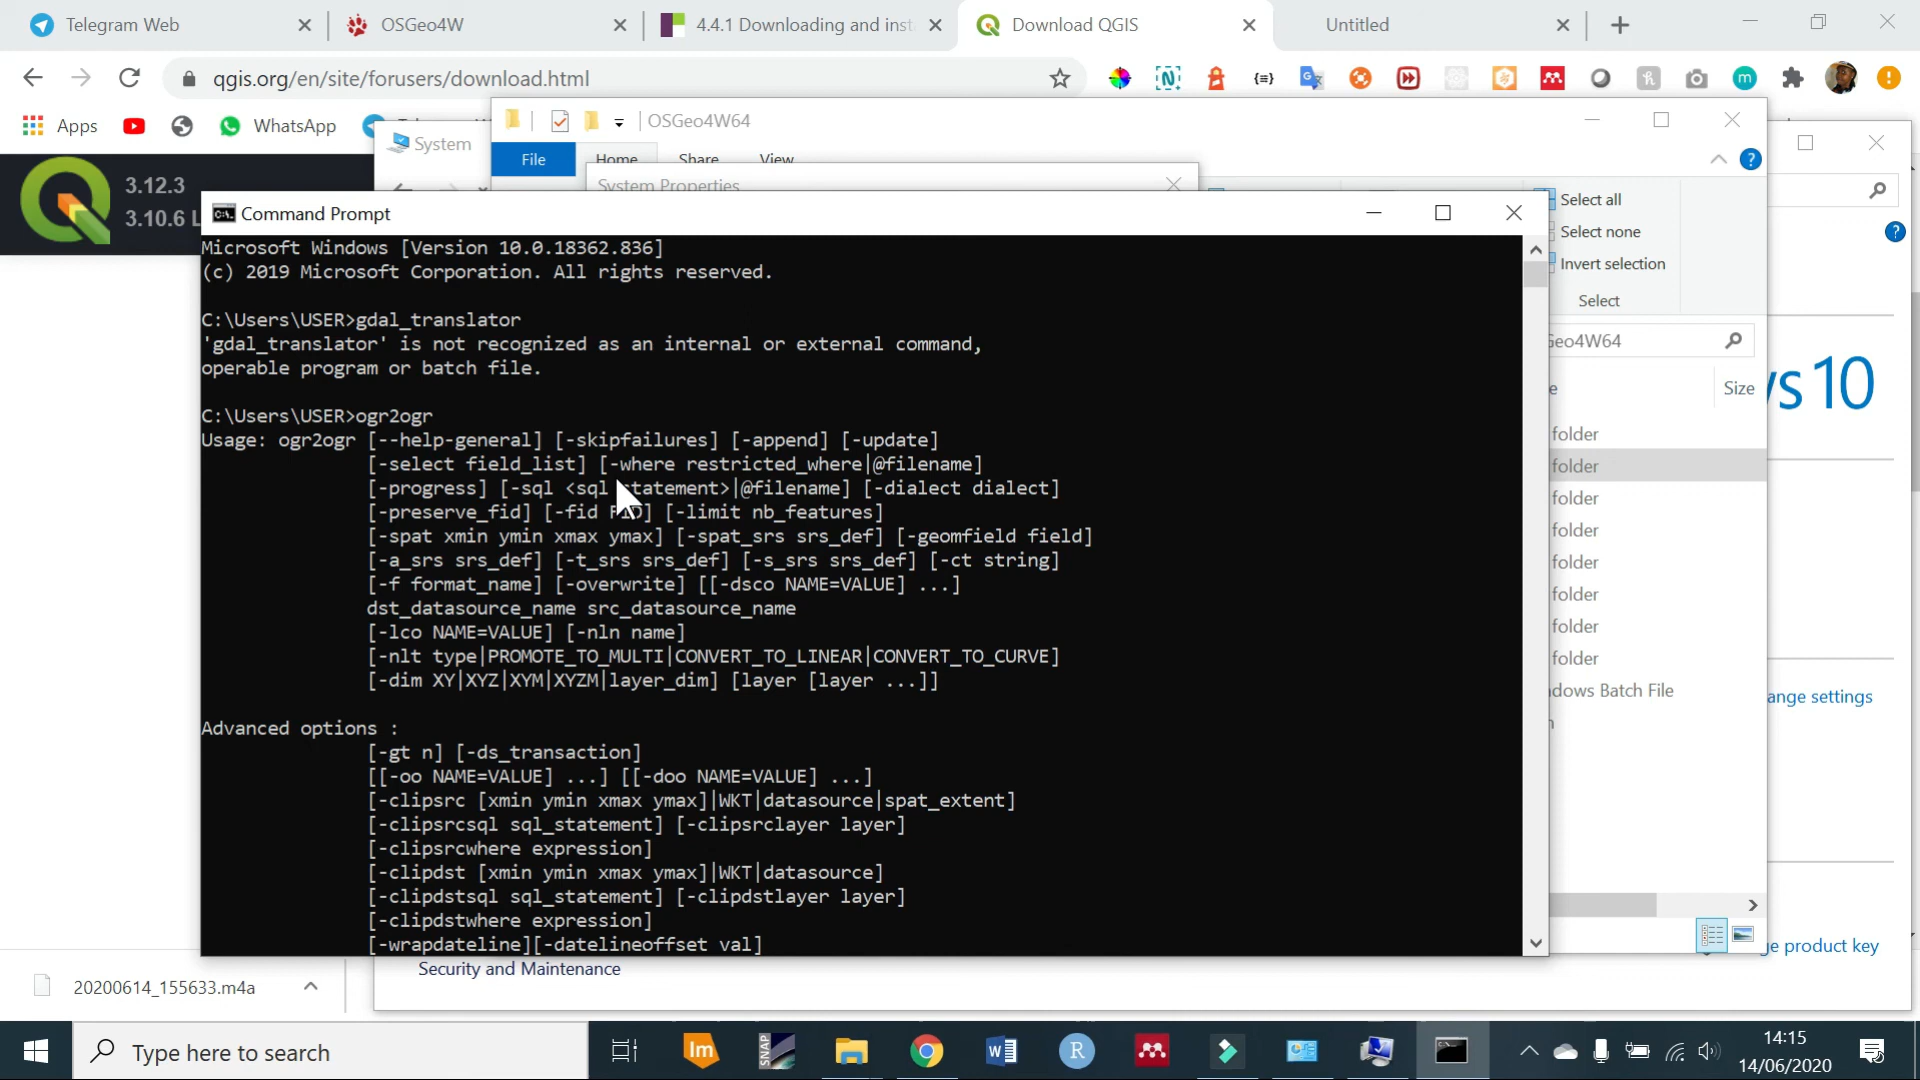 Telegram Web
OSGeo4W
4.4.1 Downloading and inst
Download QGIS
Untitled
qgis.org/en/site/forusers/download.html
Apps
WhatsApp
System
OSGeo4W64
File
Home
Share
View
System Properties
3.12.3
3.10.6 L
Select all
Select none
Invert selection
Select
Geo4W64
Size
folder
folder
folder
folder
folder
folder
folder
folder
dows Batch File
ws 10
ange settings
ge product key
Command Prompt
Microsoft Windows [Version 10.0.18362.836]
(c) 2019 Microsoft Corporation. All rights reserved.
C:\Users\USER>gdal_translator
'gdal_translator' is not recognized as an internal or external command,
operable program or batch file.
C:\Users\USER>ogr2ogr
Usage: ogr2ogr [--help-general] [-skipfailures] [-append] [-update]
[-select field_list] [-where restricted_where|@filename]
[-progress] [-sql <sql statement>|@filename] [-dialect dialect]
[-preserve_fid] [-fid FID] [-limit nb_features]
[-spat xmin ymin xmax ymax] [-spat_srs srs_def] [-geomfield field]
[-a_srs srs_def] [-t_srs srs_def] [-s_srs srs_def] [-ct string]
[-f format_name] [-overwrite] [[-dsco NAME=VALUE] ...]
dst_datasource_name src_datasource_name
[-lco NAME=VALUE] [-nln name]
[-nlt type|PROMOTE_TO_MULTI|CONVERT_TO_LINEAR|CONVERT_TO_CURVE]
[-dim XY|XYZ|XYM|XYZM|layer_dim] [layer [layer ...]]
Advanced options :
[-gt n] [-ds_transaction]
[[-oo NAME=VALUE] ...] [[-doo NAME=VALUE] ...]
[-clipsrc [xmin ymin xmax ymax]|WKT|datasource|spat_extent]
[-clipsrcsql sql_statement] [-clipsrclayer layer]
[-clipsrcwhere expression]
[-clipdst [xmin ymin xmax ymax]|WKT|datasource]
[-clipdstsql sql_statement] [-clipdstlayer layer]
[-clipdstwhere expression]
[-wrapdateline][-datelineoffset val]
Security and Maintenance
20200614_155633.m4a
Type here to search
Im
SNAP
W
R
14:15
14/06/2020